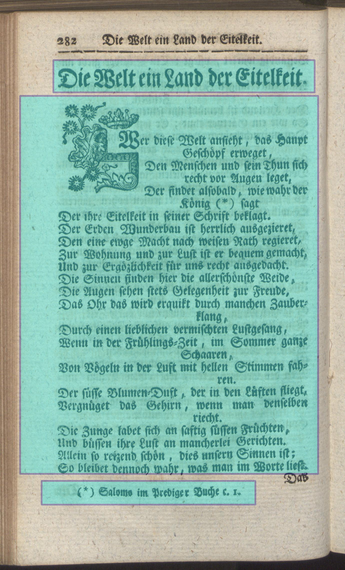 282 Die Welt ein Land der Eitelkeit.
Die Welt ein Land der Eitelkeit.
Wer diese Welt ansieht, das Haupt
Geschöpf erweget,
Den Menschen und sein Thun sich
recht vor Augen leget,
Der findet alsobald, wie wahr der
König (*) sagt
Der ihre Eitelkeit in seiner Schrift beklagt.
Der Erden Wunderbau ist herrlich ausgezieret,
Den eine ewge Macht nach weisen Rath regieret,
Zur Wohnung und zur Lust ist er bequem gemacht,
Und zur Ergözlichkeit für uns recht ausgedacht.
Die Sinnen finden hier die allerschönste Weide,
Die Augen sehen stets Gelegenheit zur Freude,
Das Ohr das wird erquikt durch manchen Zauber-
klang,
Durch einen lieblichen vermischten Lustgesang,
Wenn in der Frühlings-Zeit, im Sommer ganze
Schaaren,
Von Vögeln in der Luft mit hellen Stimmen fah-
ren.
Der süsse Blumen-Duft, der in den Lüften fliegt,
Vergnüget das Gehirn, wenn man denselben
riecht.
Die Zunge labet sich an saftig süssen Früchten,
Und büssen ihre Lust an mancherlei Gerichten.
Allein so reizend schön, dies unsern Sinnen ist;
So bleibet dennoch wahr, was man im Worte liest.
Das
(*) Salomo im Prediger Buche c. 1.